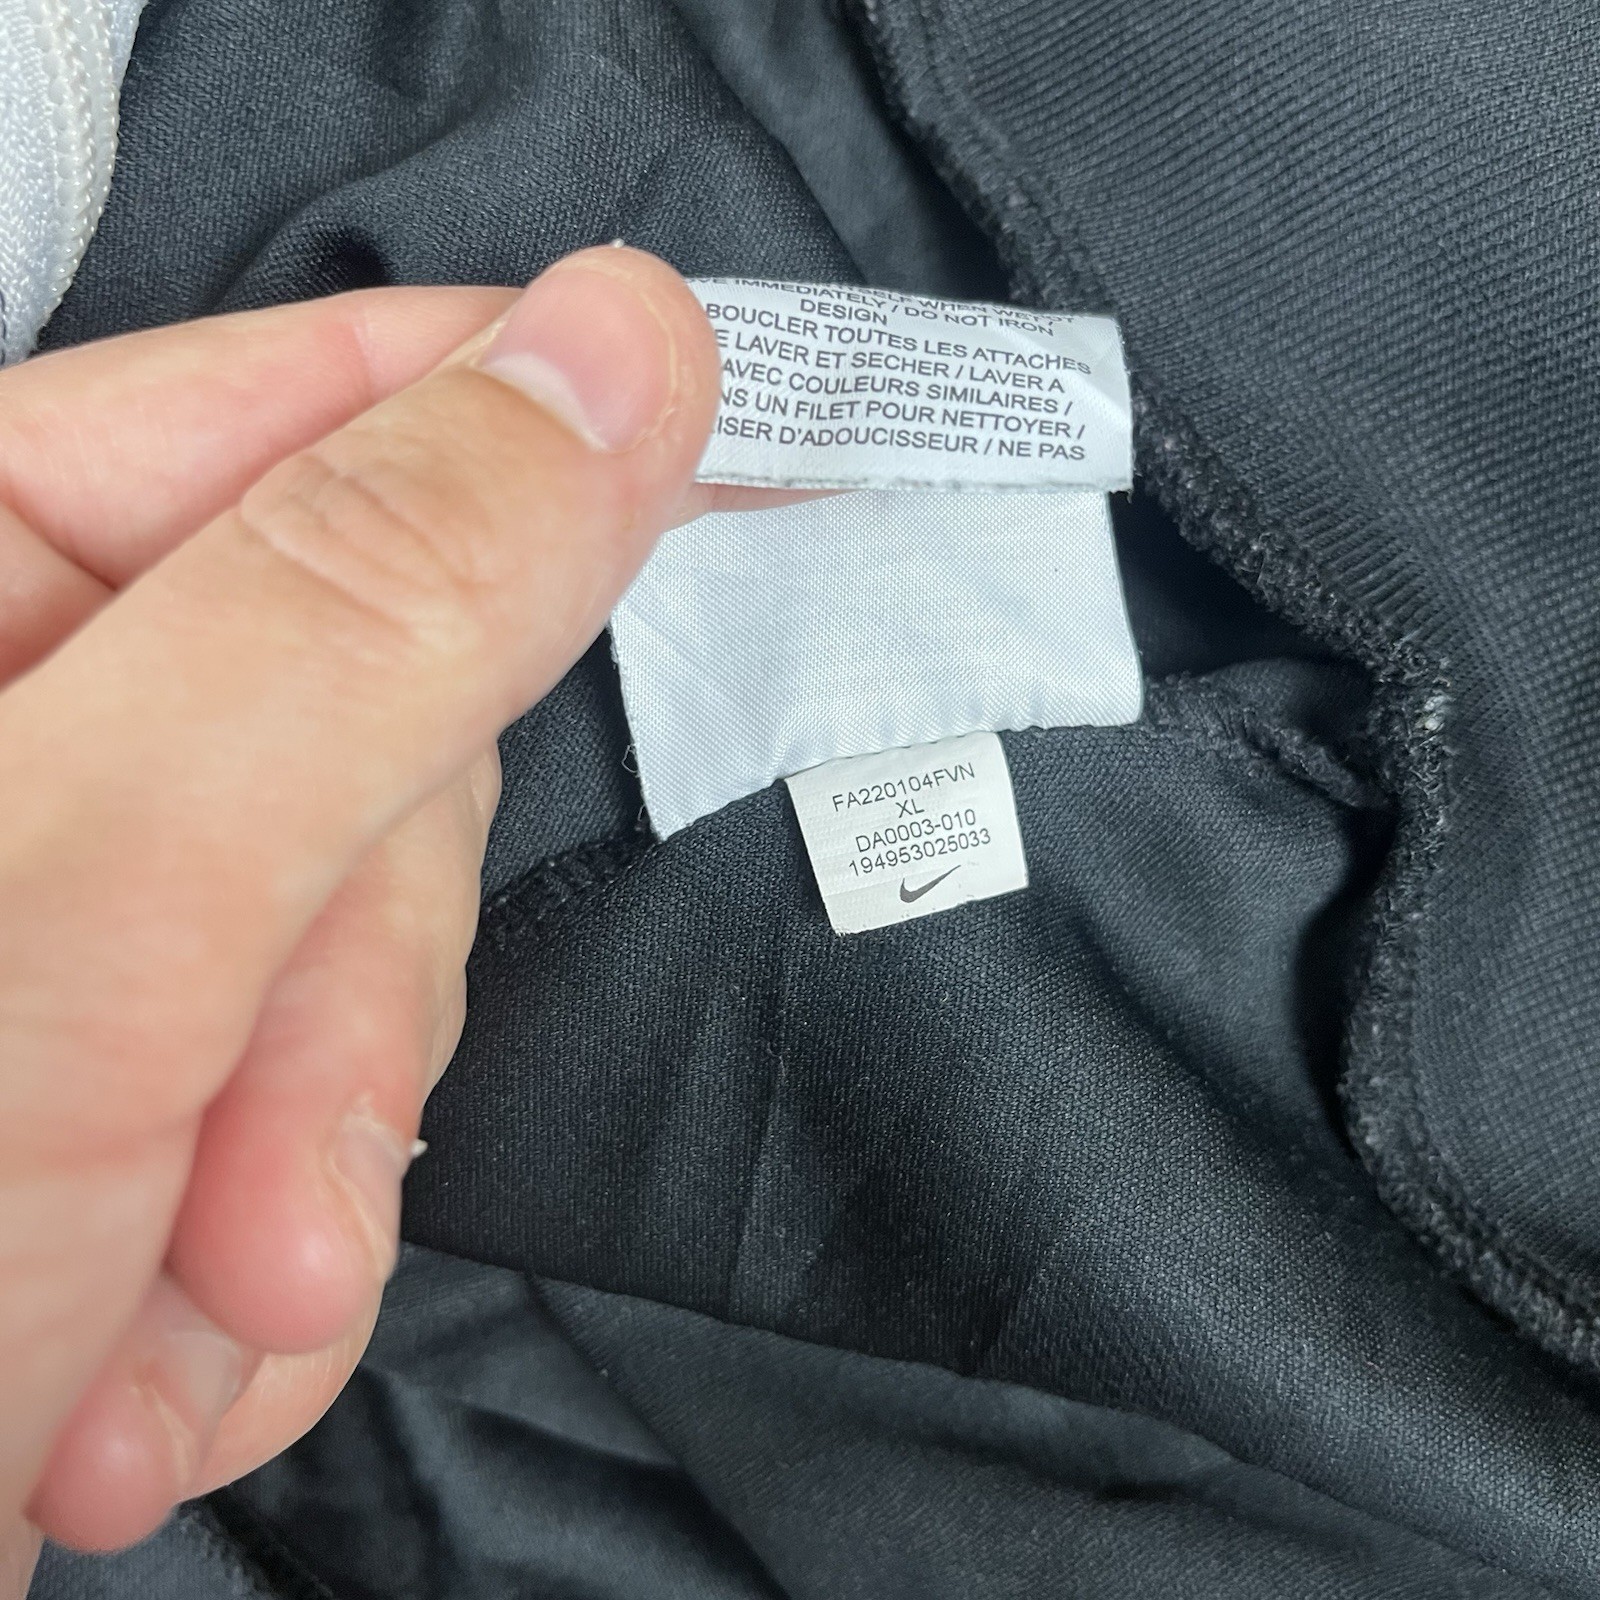 IMMEDIATELY / DO NOT IRON
DESIGN
BOUCLER TOUTES LES ATTACHES
LAVER ET SECHER / LAVER A
AVEC COULEURS SIMILAIRES /
UN FILET POUR NETTOYER /
D'ADOUCISSEUR / NE PAS
FA220104FVN
XL
DA0003-010
194953025033